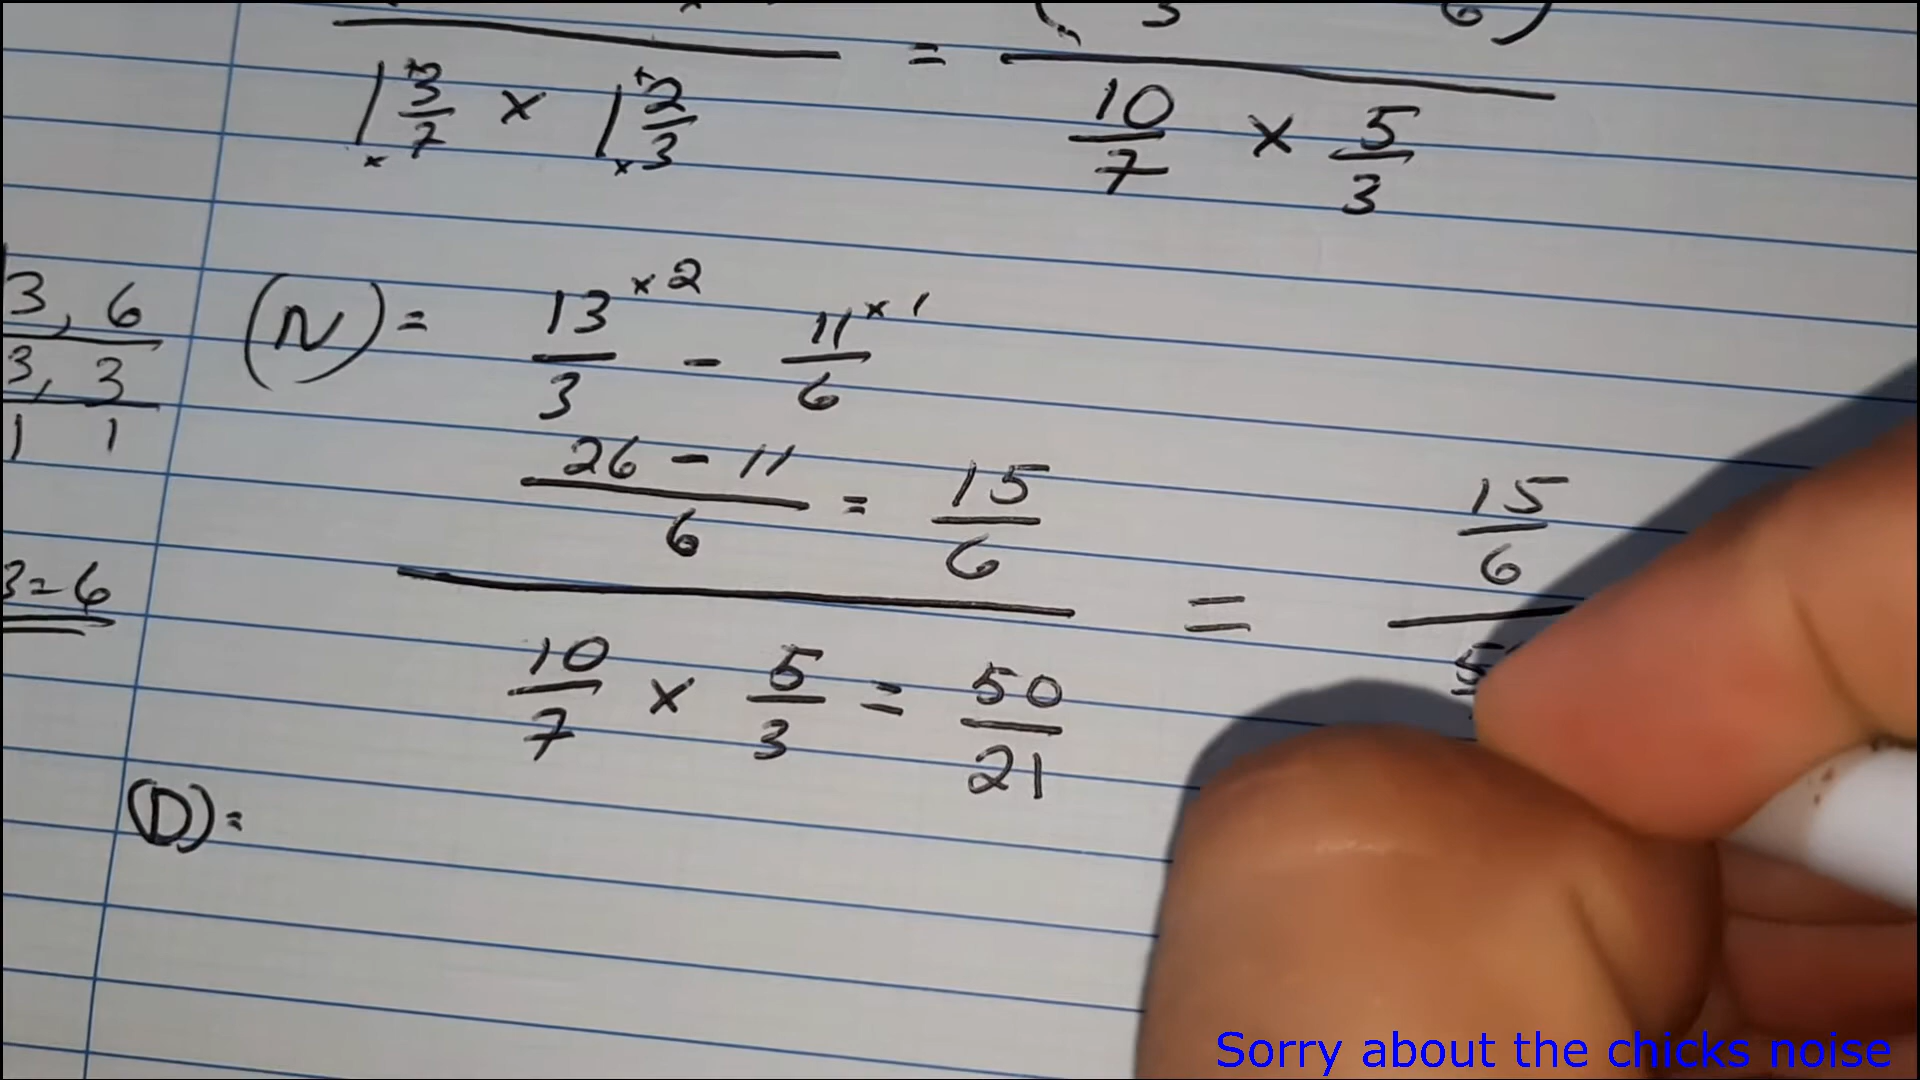 1 3/7 × 1 2/3 = 10/7 × 5/3
3, 6
3, 3
1 1
3=6
(N) = 13/3 ×2 - 11/6 ×1
26 - 11 / 6 = 15/6 = 15/6
10/7 × 5/3 = 50/21
(D) =
Sorry about the chicks noise